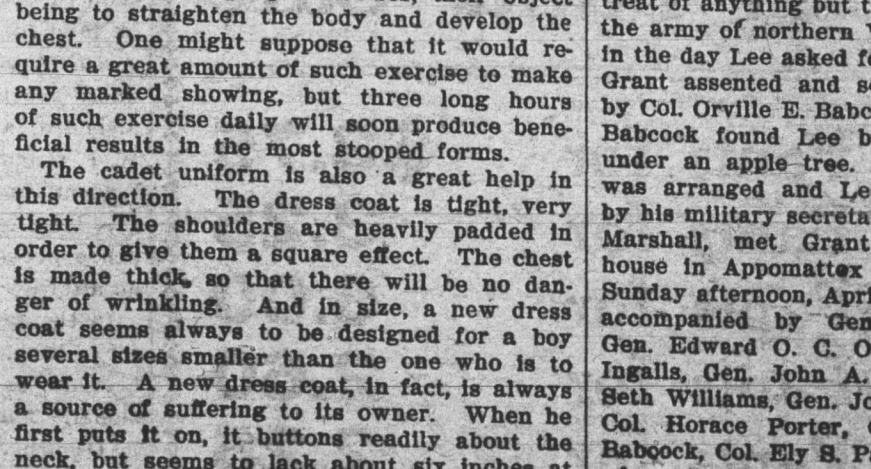 being to straighten the body and develop the
chest. One might suppose that it would re-
quire a great amount of such exercise to make
any marked showing, but three long hours
of such exercise daily will soon produce bene-
ficial results in the most stooped forms.
The cadet uniform is also a great help in
this direction. The dress coat is tight, very
tight. The shoulders are heavily padded in
order to give them a square effect. The chest
is made thick, so that there will be no dan-
ger of wrinkling. And in size, a new dress
coat seems always to be designed for a boy
several sizes smaller than the one who is to
wear it. A new dress coat, in fact, is always
a source of suffering to its owner. When he
first puts it on, it buttons readily about the
neck, but seems to lack about six inches at
treat of anything but
the army of northern
in the day Lee asked
Grant assented and
by Col. Orville E. Babc
Babcock found Lee b
under an apple tree.
was arranged and Le
by his military secreta
Marshall, met Grant
house in Appomattox
Sunday afternoon, Apri
accompanied by Gen
Gen. Edward O. C. O
Ingalls, Gen. John A.
Seth Williams, Gen. Jo
Col. Horace Porter,
Babcock, Col. Ely S. P